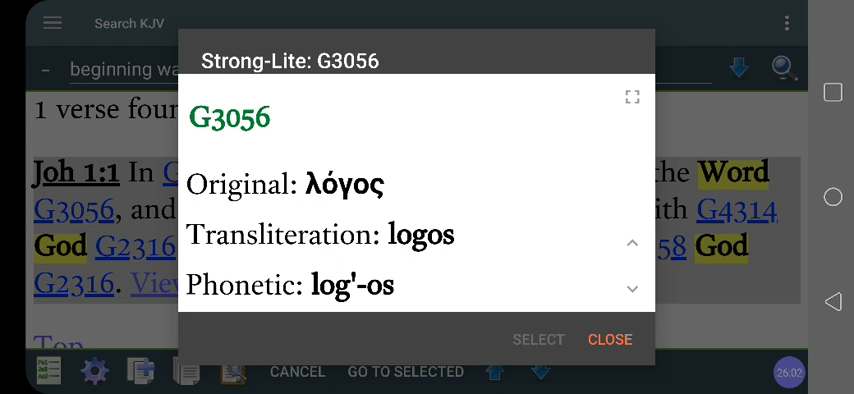 Search KJV
Strong-Lite: G3056
- beginning wa
G3056
1 verse foun
Original: λόγος
Joh 1:1 In G
the Word
G3056, and
ith G4314
Transliteration: logos
God G2316
58 God
Phonetic: log'-os
G2316. View
Top
SELECT CLOSE
CANCEL GO TO SELECTED
26:02